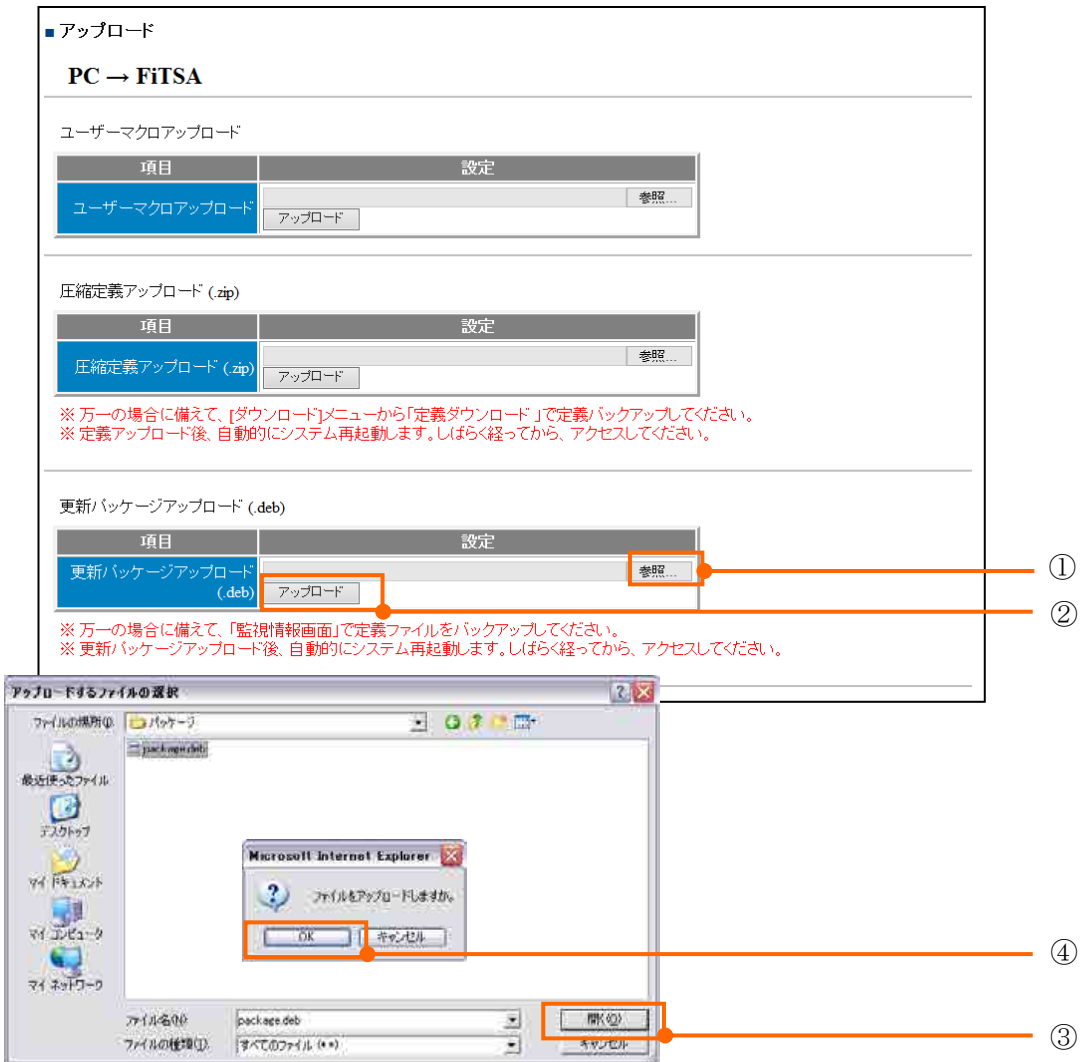 ■ アップロード
PC → FiTSA
ユーザーマクロアップロード
項目 設定
ユーザーマクロアップロード 参照...
アップロード
圧縮定義アップロード (.zip)
項目 設定
圧縮定義アップロード (.zip) 参照...
アップロード
※ 万一の場合に備えて、[ダウンロード]メニューから「定義ダウンロード」で定義バックアップしてください。
※ 定義アップロード後、自動的にシステム再起動します。しばらく経ってから、アクセスしてください。
更新パッケージアップロード (.deb)
項目 設定
更新パッケージアップロード 参照... ①
(.deb) アップロード ②
※ 万一の場合に備えて、「監視情報画面」で定義ファイルをバックアップしてください。
※ 更新パッケージアップロード後、自動的にシステム再起動します。しばらく経ってから、アクセスしてください。
アップロードするファイルの選択
ファイルの場所(I): パッケージ
package.deb
最近使ったファイル
デスクトップ
マイ ドキュメント
マイ コンピュータ
マイ ネットワーク
Microsoft Internet Explorer
ファイルをアップロードしますか。
OK キャンセル ④
ファイル名(N): package.deb 開く(O) ③
ファイルの種類(T): すべてのファイル (*.*) キャンセル